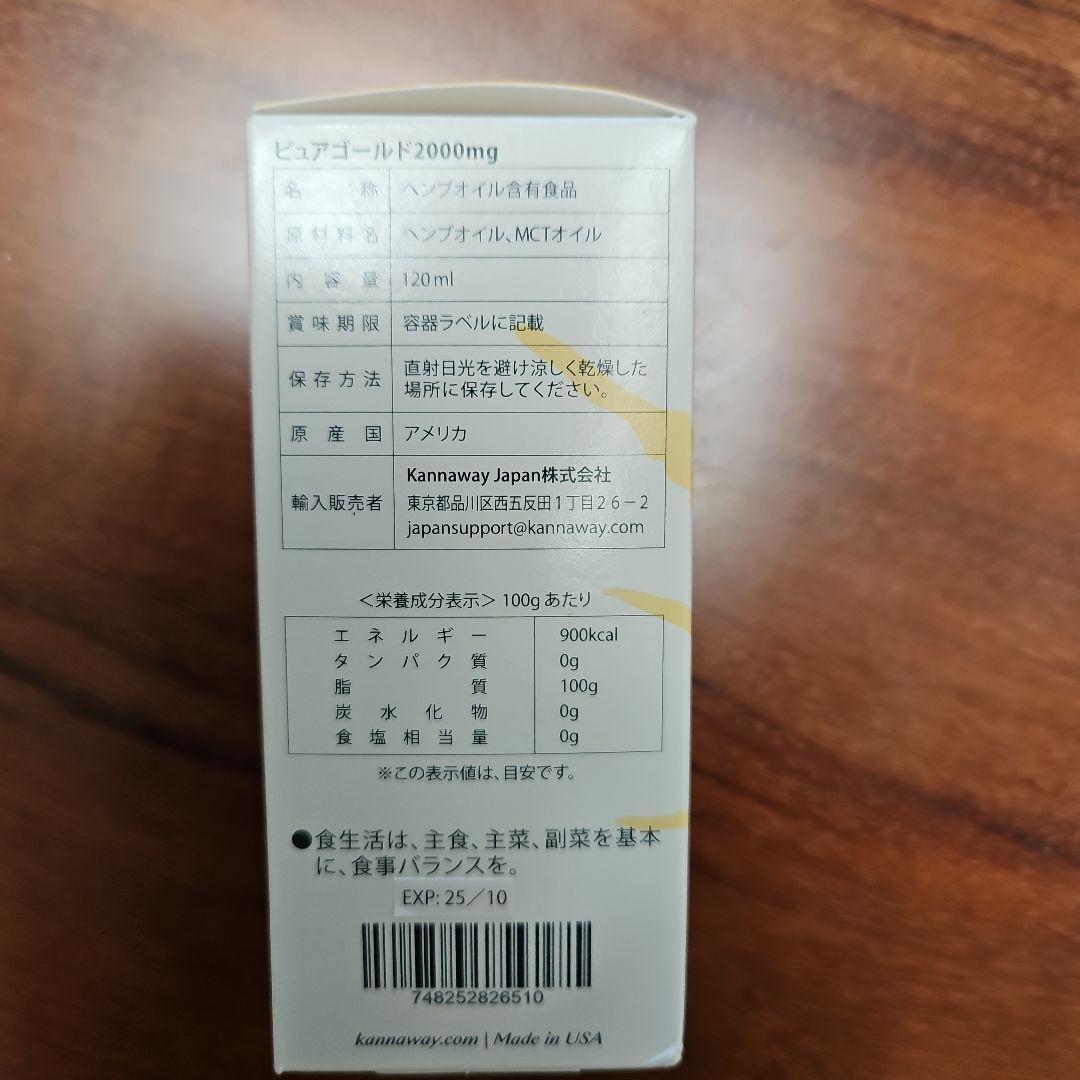 ピュアゴールド2000mg
名称 ヘンプオイル含有食品
原材料名 ヘンプオイル、MCTオイル
内容量 120ml
賞味期限 容器ラベルに記載
保存方法 直射日光を避け涼しく乾燥した
場所に保存してください。
原産国 アメリカ
輸入販売者 Kannaway Japan株式会社
東京都品川区西五反田1丁目26-2
japansupport@kannaway.com
<栄養成分表示> 100gあたり
エネルギー 900kcal
タンパク質 0g
脂質 100g
炭水化物 0g
食塩相当量 0g
※この表示値は、目安です。
●食生活は、主食、主菜、副菜を基本
に、食事バランスを。
EXP: 25/10
748252826510
kannaway.com | Made in USA